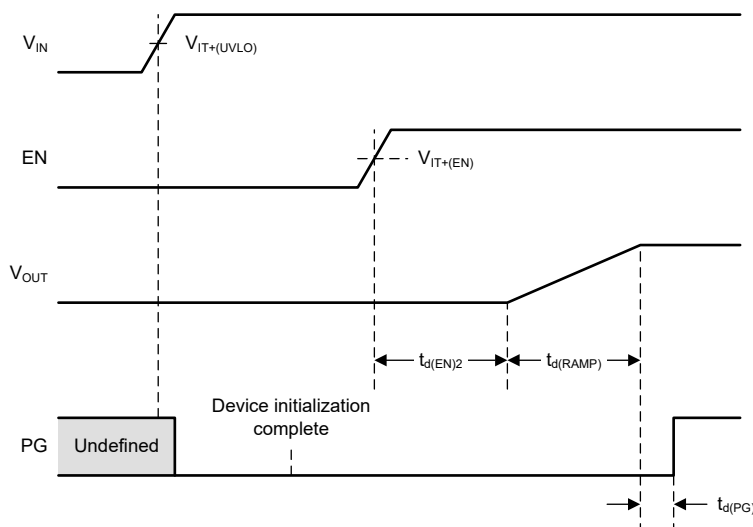 VIN
VIT+(UVLO)
EN
VIT+(EN)
VOUT
td(EN)2
td(RAMP)
Device initialization
complete
PG
Undefined
td(PG)